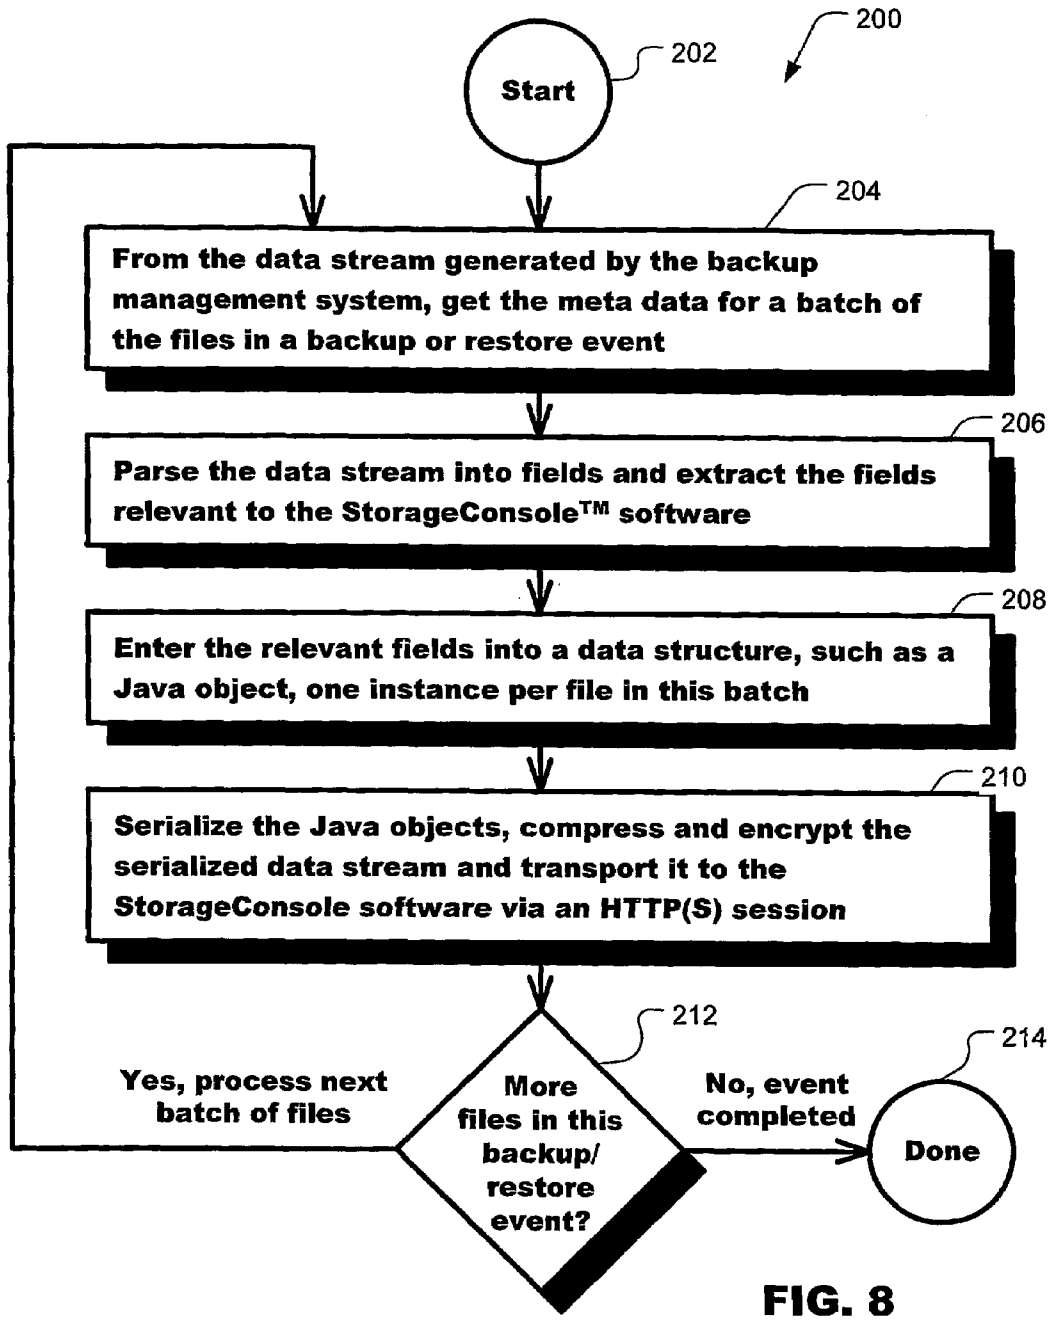 200
202
Start
204
From the data stream generated by the backup
management system, get the meta data for a batch of
the files in a backup or restore event
206
Parse the data stream into fields and extract the fields
relevant to the StorageConsole™ software
208
Enter the relevant fields into a data structure, such as a
Java object, one instance per file in this batch
210
Serialize the Java objects, compress and encrypt the
serialized data stream and transport it to the
StorageConsole software via an HTTP(S) session
212
214
Yes, process next
batch of files
More
files in this
backup/
restore
event?
No, event
completed
Done
FIG. 8